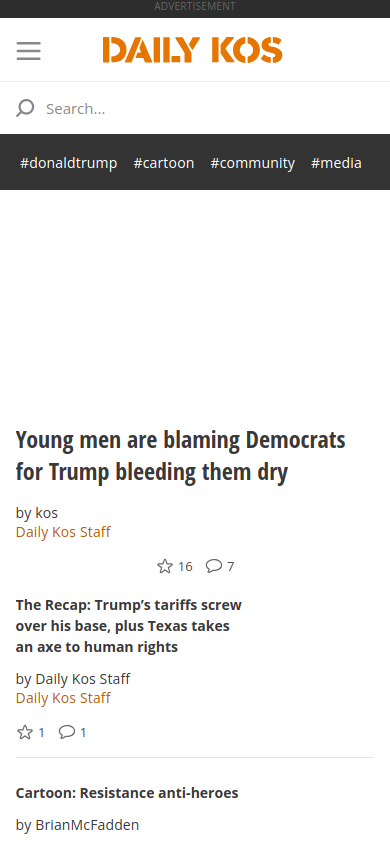 ADVERTISEMENT
DAILY KOS
Search...
#donaldtrump #cartoon #community #media
Young men are blaming Democrats
for Trump bleeding them dry
by kos
Daily Kos Staff
16 7
The Recap: Trump’s tariffs screw
over his base, plus Texas takes
an axe to human rights
by Daily Kos Staff
Daily Kos Staff
1 1
Cartoon: Resistance anti-heroes
by BrianMcFadden